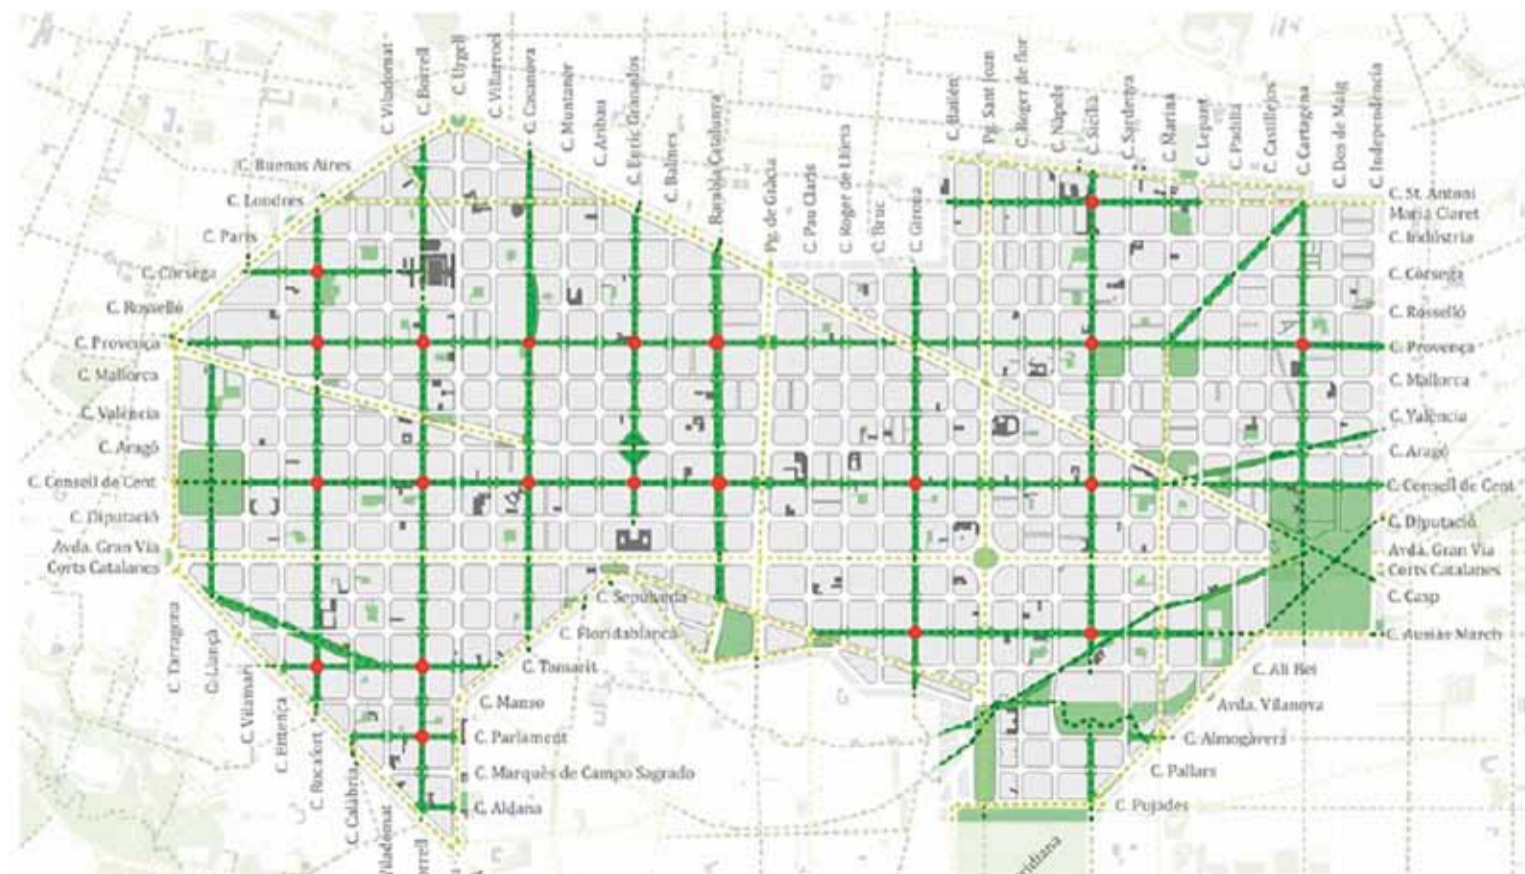 C. Viladomat
C. Borrell
C. Urgell
C. Villarroel
C. Casanova
C. Muntaner
C. Aribau
C. Enric Granados
C. Balmes
Rambla Catalunya
Pg. de Gràcia
C. Pau Claris
C. Roger de Llúria
C. Bruc
C. Girona
C. Bailén
Pg. Sant Joan
C. Roger de flor
C. Nàpols
C. Sicília
C. Sardenya
C. Marina
C. Lepant
C. Padilla
C. Castillejos
C. Cartagena
C. Dos de Maig
C. Independència
C. Buenos Aires
C. Londres
C. París
C. Còrsega
C. Rosselló
C. Provença
C. Mallorca
C. València
C. Aragó
C. Consell de Cent
C. Diputació
Avda. Gran Via
Corts Catalanes
C. St. Antoni
Maria Claret
C. Indústria
C. Còrsega
C. Rosselló
C. Provença
C. Mallorca
C. València
C. Aragó
C. Consell de Cent
C. Diputació
Avda. Gran Via
Corts Catalanes
C. Casp
C. Ausiàs March
C. Ali Bei
Avda. Vilanova
C. Almogàvers
C. Pallars
C. Pujades
C. Sepúlveda
C. Floridablanca
C. Tamarit
C. Manso
C. Parlament
C. Marquès de Campo Sagrado
C. Aldana
C. Tarragona
C. Llançà
C. Vilamarí
C. Entença
C. Rocafort
C. Calàbria
Viladomat
orrell
ridiana